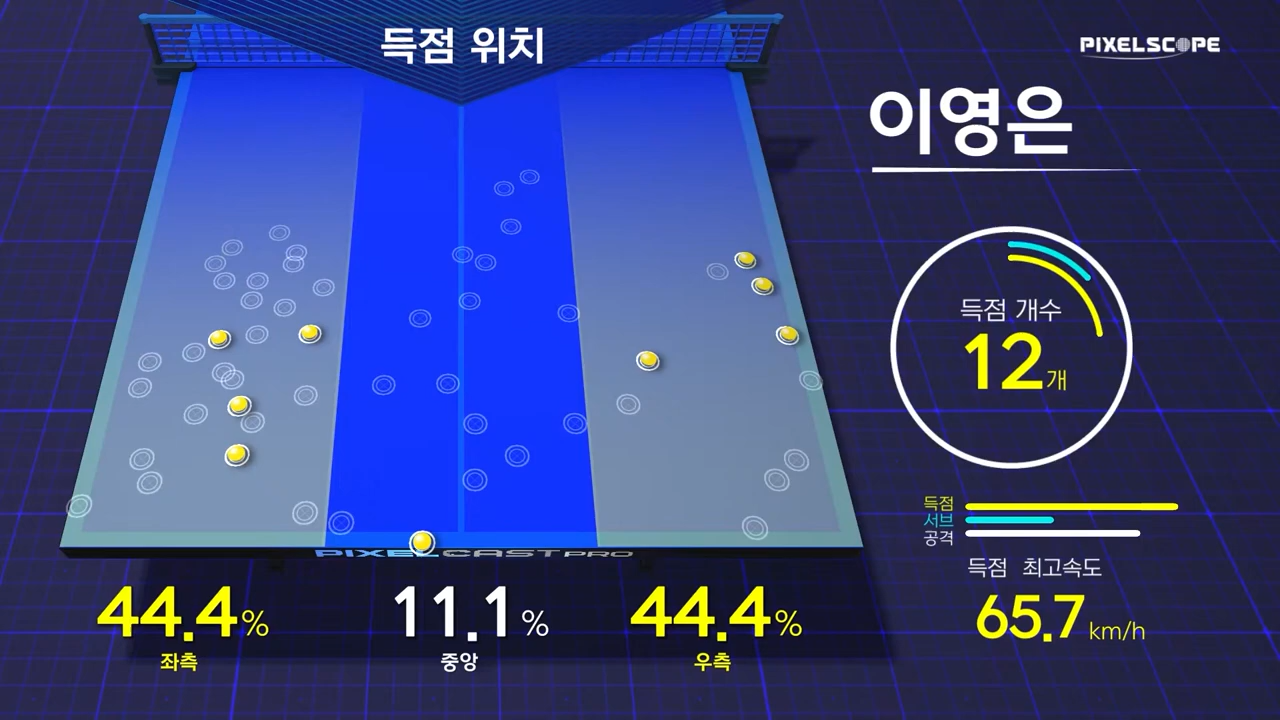 득점 위치
PIXELSCOPE
이영은
득점 개수
12개
득점
서브
공격
득점 최고속도
65.7 km/h
PIXELCAST PRO
44.4%
좌측
11.1%
중앙
44.4%
우측